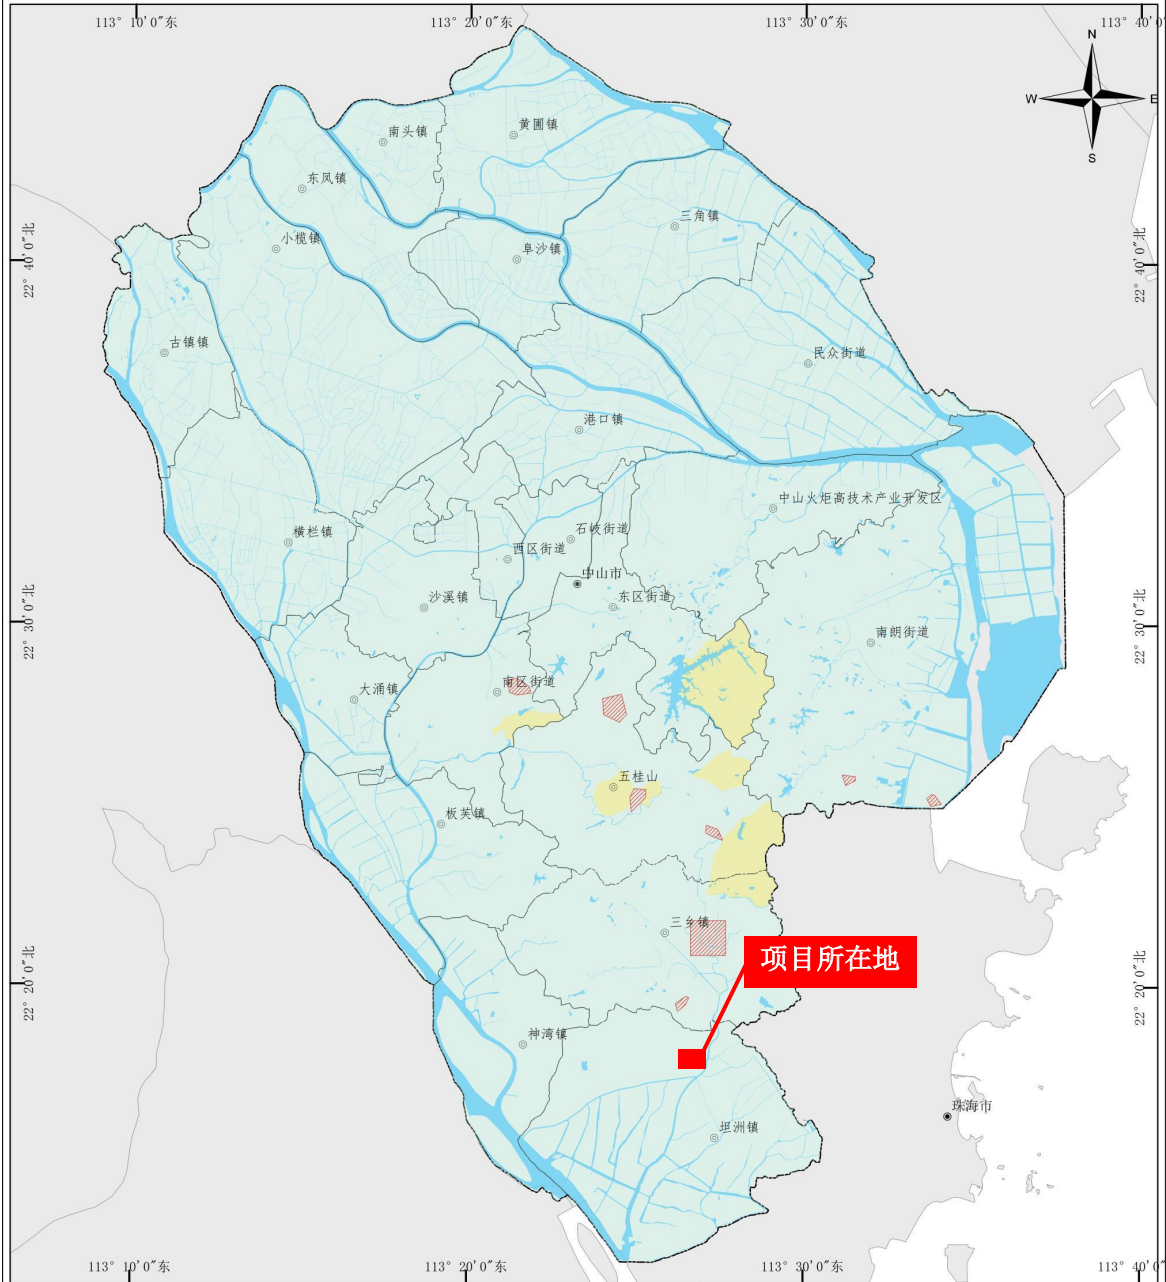 113° 10'0"东
113° 20'0"东
113° 30'0"东
113° 40'0"
N
W
E
S
南头镇
黄圃镇
东凤镇
三角镇
小榄镇
阜沙镇
22° 40'0"北
22° 40'0"北
古镇镇
民众街道
港口镇
中山火炬高技术产业开发区
横栏镇
石岐街道
西区街道
中山市
沙溪镇
东区街道
22° 30'0"北
22° 30'0"北
南朗街道
大涌镇
南区街道
五桂山
板芙镇
三乡镇
项目所在地
22° 20'0"北
22° 20'0"北
神湾镇
珠海市
坦洲镇
113° 10'0"东
113° 20'0"东
113° 30'0"东
113° 40'0"